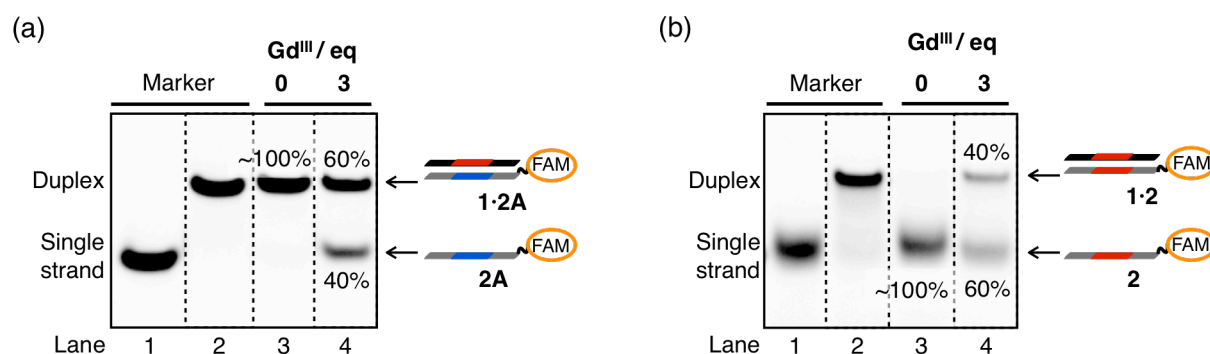 (a)
Gd^III / eq
Marker 0 3
~100% 60%
Duplex
FAM
1·2A
Single
strand
FAM
2A
40%
Lane 1 2 3 4
(b)
Gd^III / eq
Marker 0 3
40%
Duplex
FAM
1·2
Single
strand
FAM
2
~100% 60%
Lane 1 2 3 4